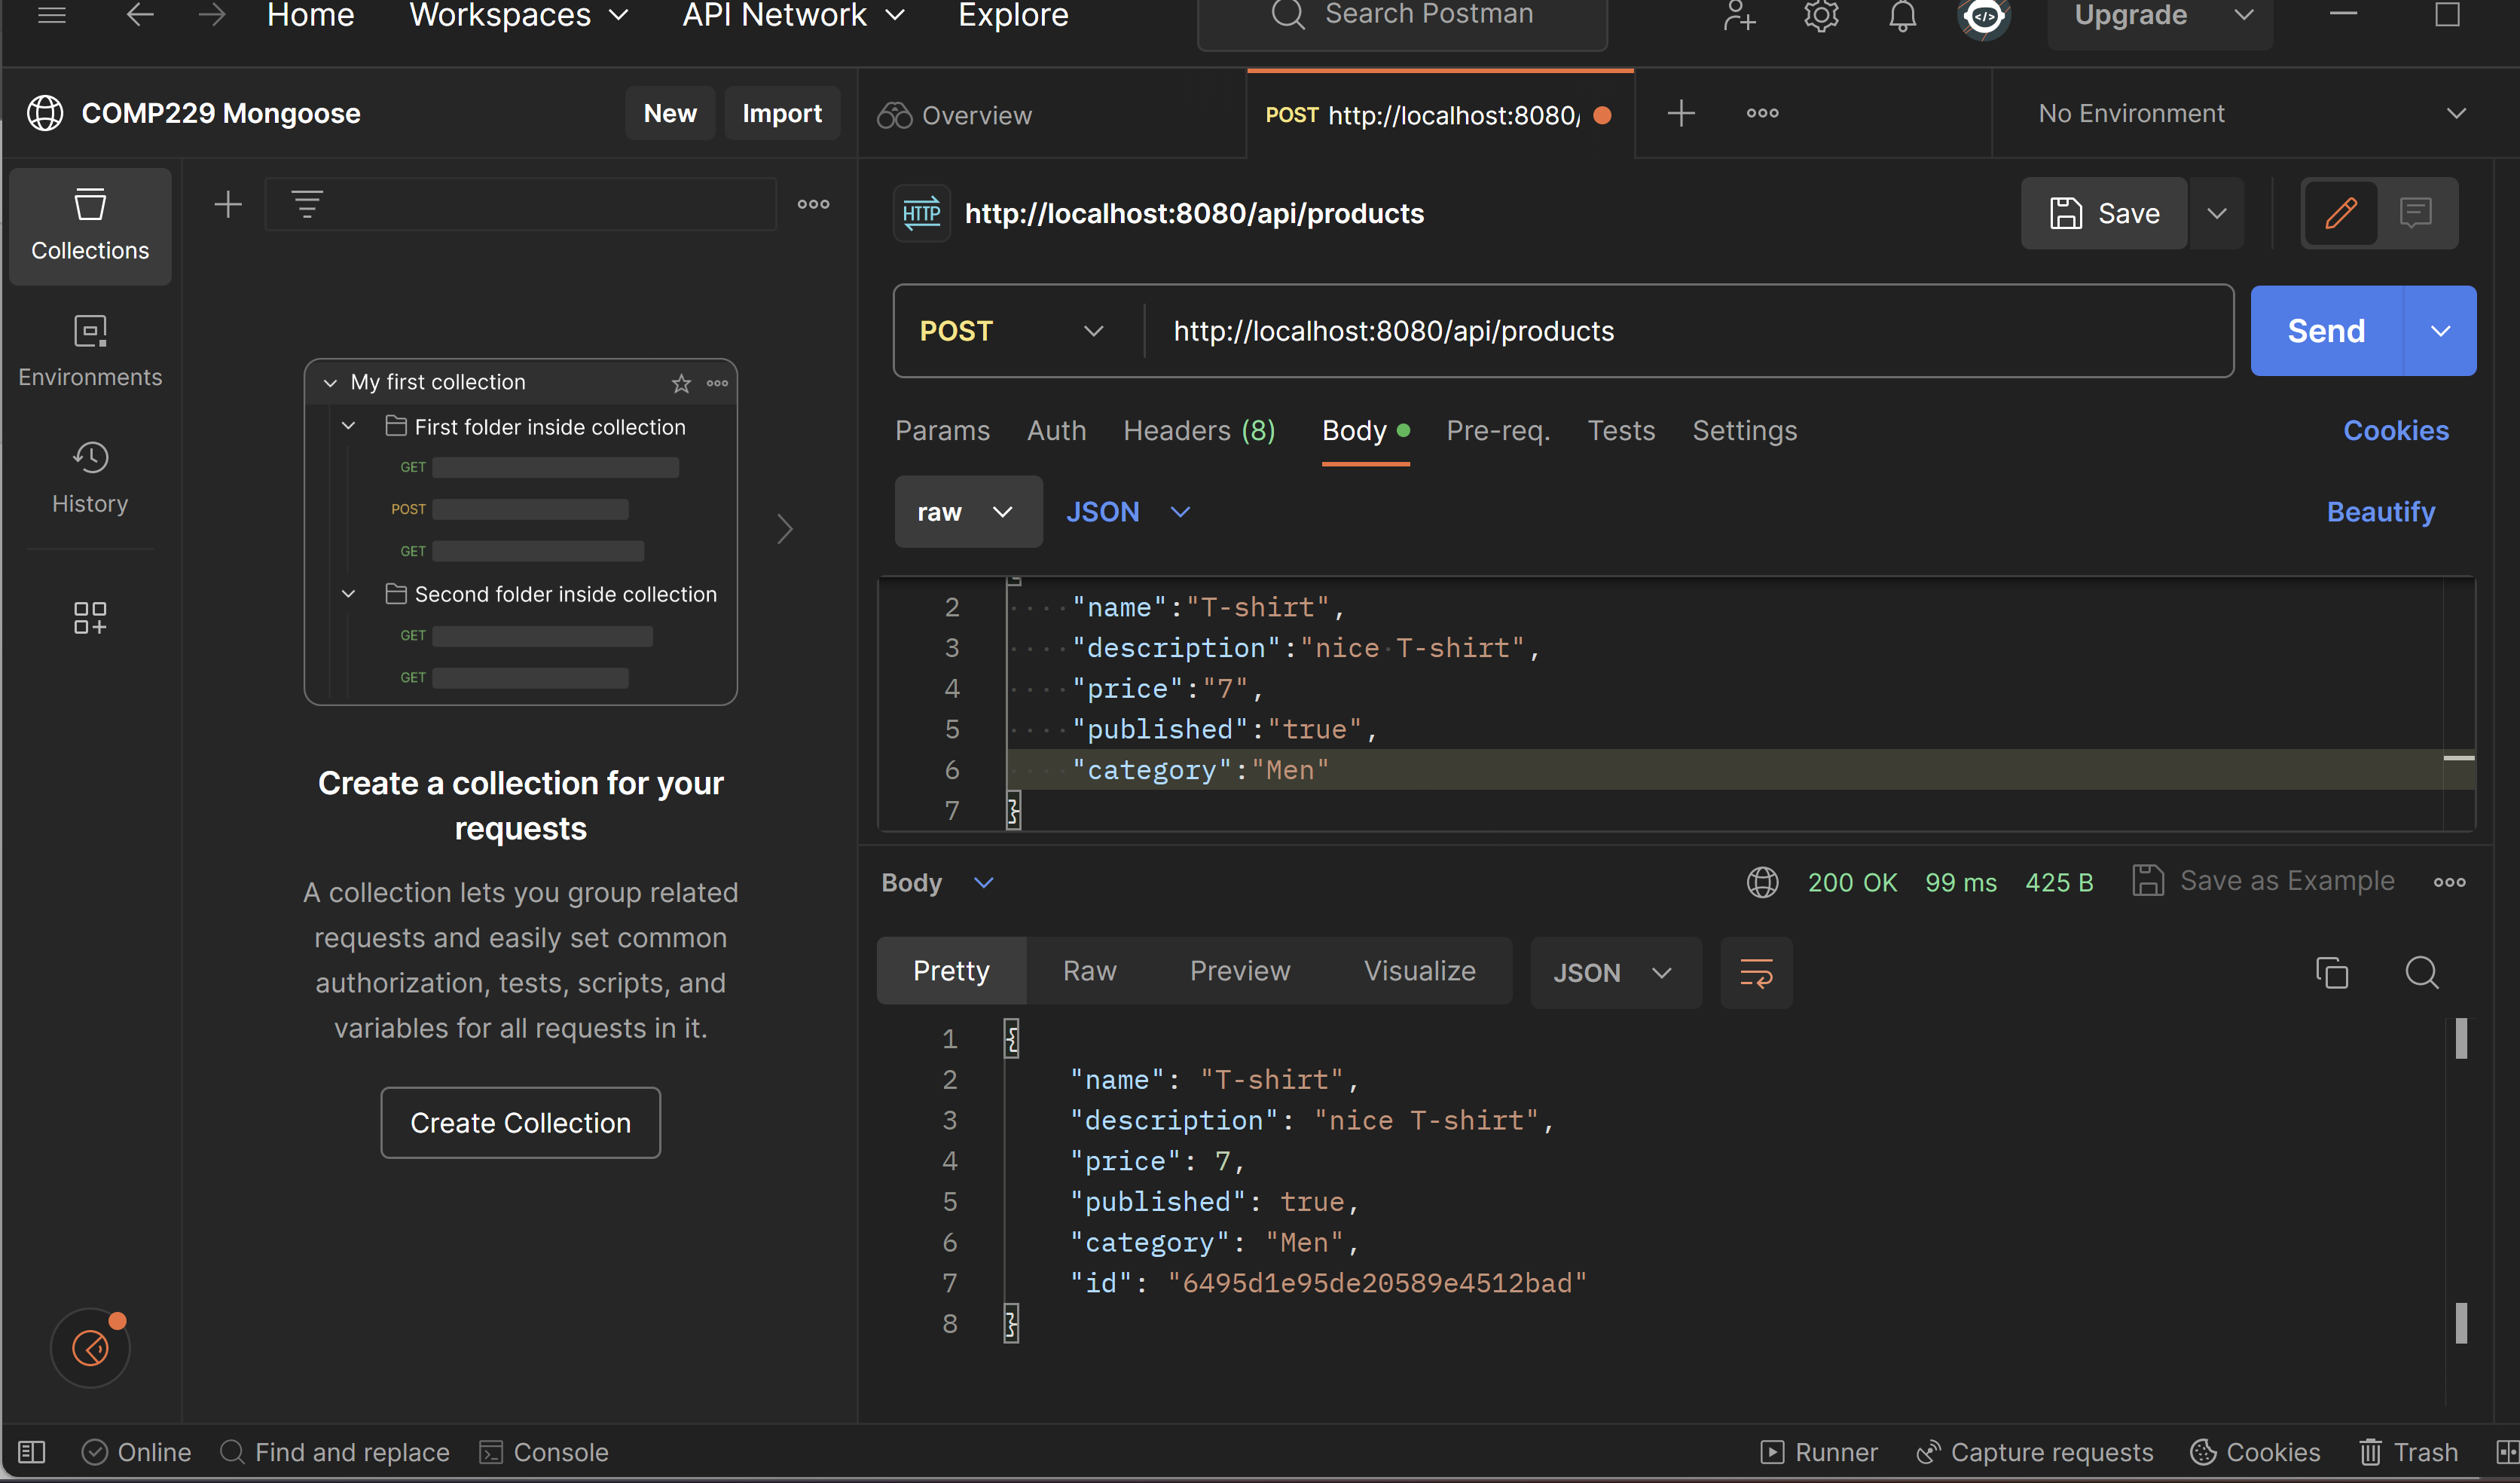 Home Workspaces API Network Explore Search Postman Upgrade
COMP229 Mongoose New Import
Overview POST http://localhost:8080/ No Environment
Collections
Environments
History
My first collection
First folder inside collection
GET
POST
GET
Second folder inside collection
GET
GET
Create a collection for your
requests
A collection lets you group related
requests and easily set common
authorization, tests, scripts, and
variables for all requests in it.
Create Collection
HTTP http://localhost:8080/api/products Save
POST http://localhost:8080/api/products Send
Params Auth Headers (8) Body Pre-req. Tests Settings Cookies
raw JSON Beautify
2 "name":"T-shirt",
3 "description":"nice T-shirt",
4 "price":"7",
5 "published":"true",
6 "category":"Men"
7 }
Body 200 OK 99 ms 425 B Save as Example
Pretty Raw Preview Visualize JSON
1 {
2 "name": "T-shirt",
3 "description": "nice T-shirt",
4 "price": 7,
5 "published": true,
6 "category": "Men",
7 "id": "6495d1e95de20589e4512bad"
8 }
Online Find and replace Console Runner Capture requests Cookies Trash